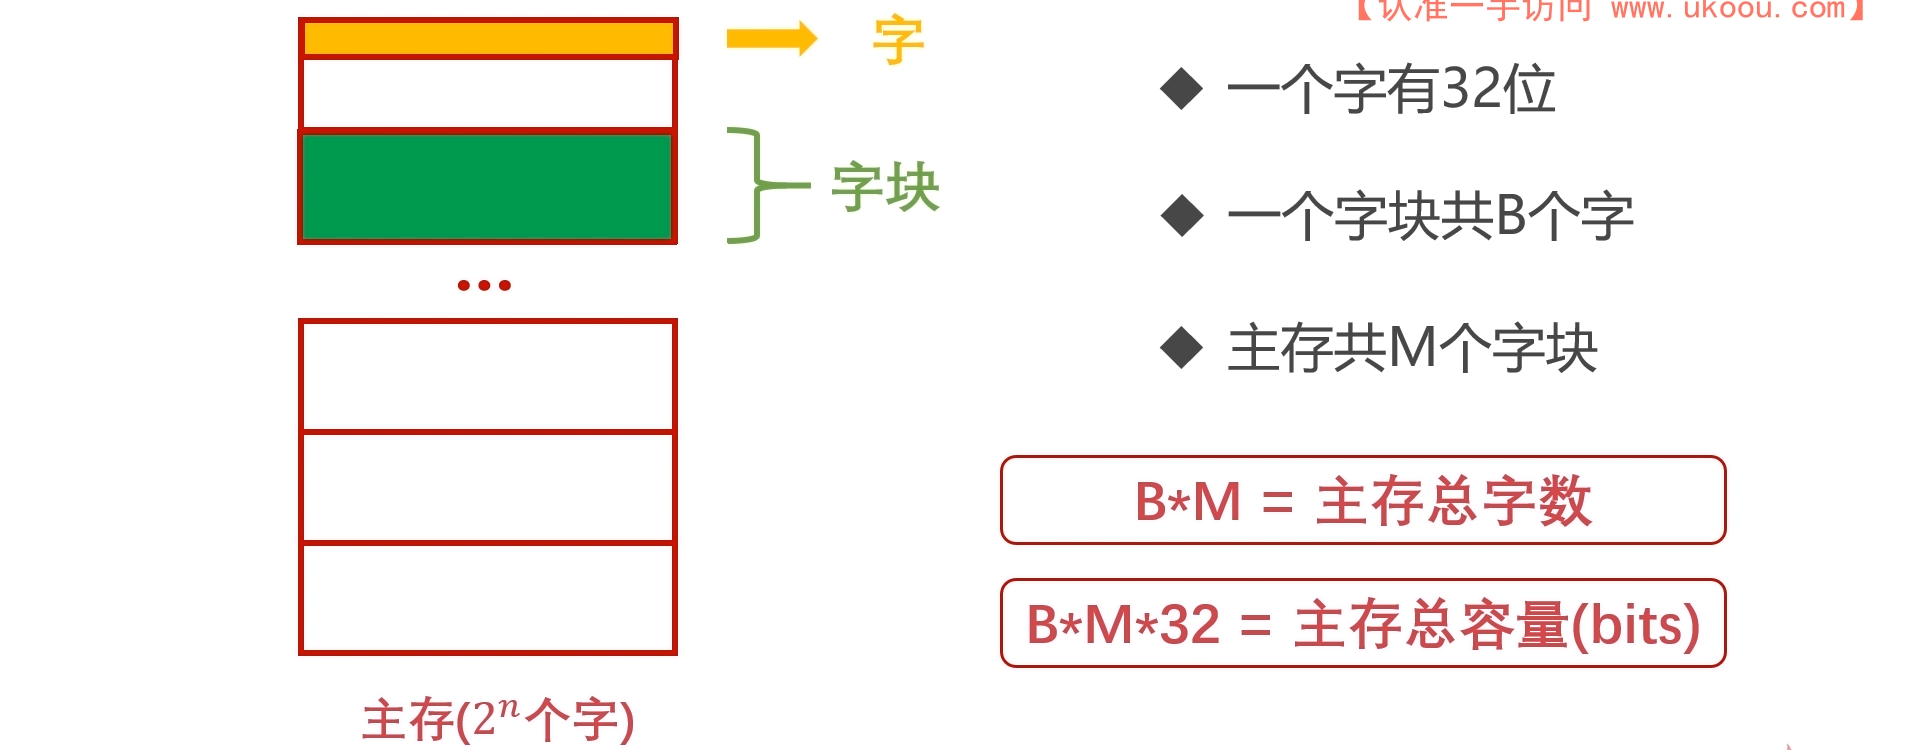 【认准一手访问 www.ukoou.com】
字
◆ 一个字有32位
字块
◆ 一个字块共B个字
...
◆ 主存共M个字块
B*M = 主存总字数
B*M*32 = 主存总容量(bits)
主存(2ⁿ个字)